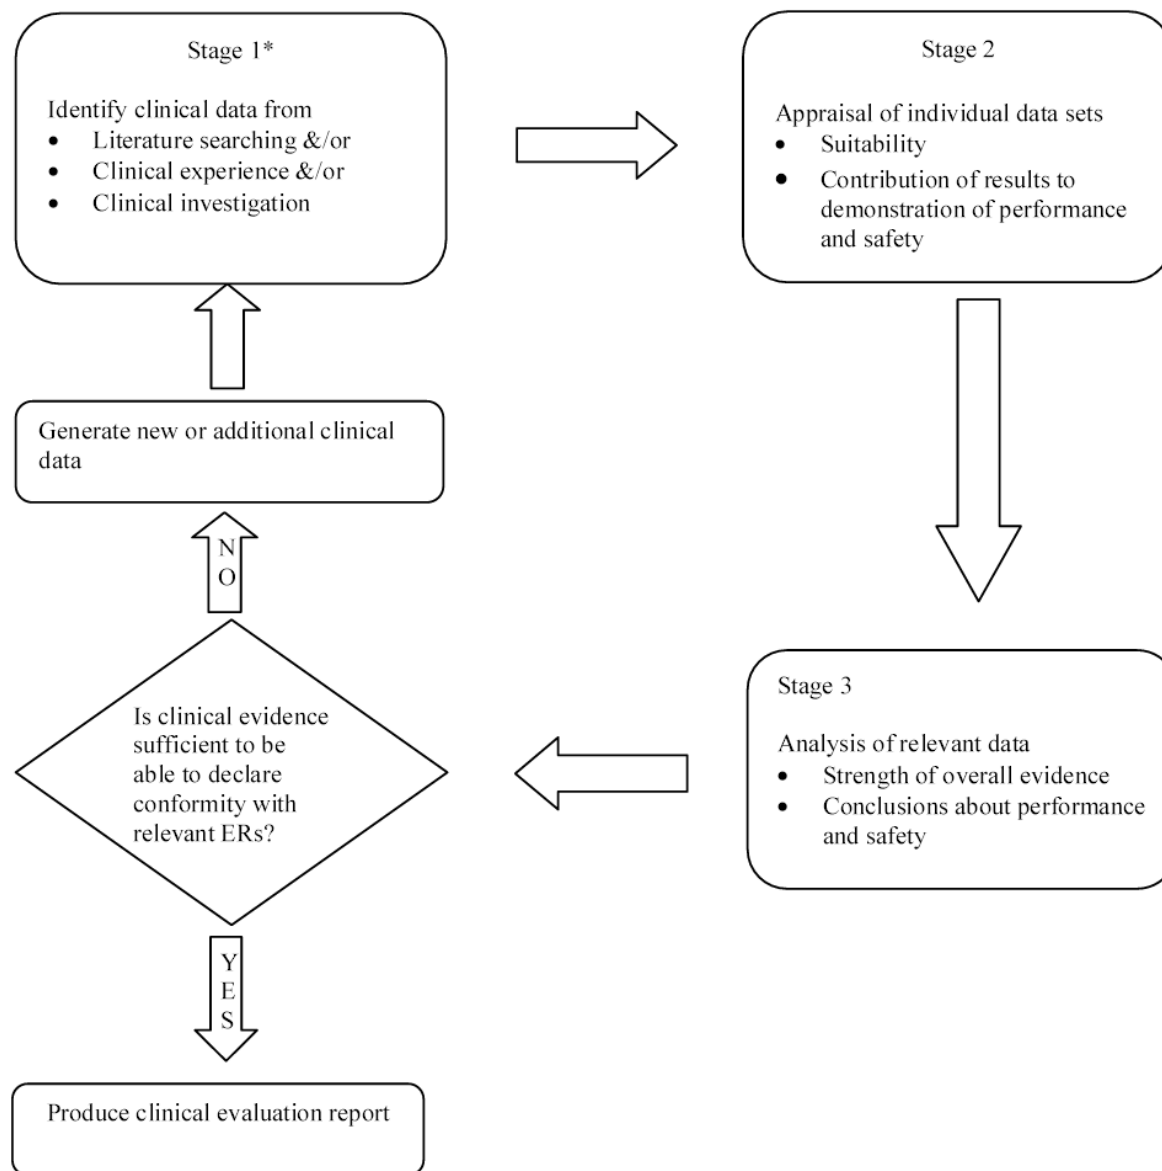 Stage 1*
Identify clinical data from
• Literature searching &/or
• Clinical experience &/or
• Clinical investigation
Stage 2
Appraisal of individual data sets
• Suitability
• Contribution of results to
demonstration of performance
and safety
Generate new or additional clinical
data
N
O
Is clinical evidence
sufficient to be
able to declare
conformity with
relevant ERs?
Stage 3
Analysis of relevant data
• Strength of overall evidence
• Conclusions about performance
and safety
Y
E
S
Produce clinical evaluation report